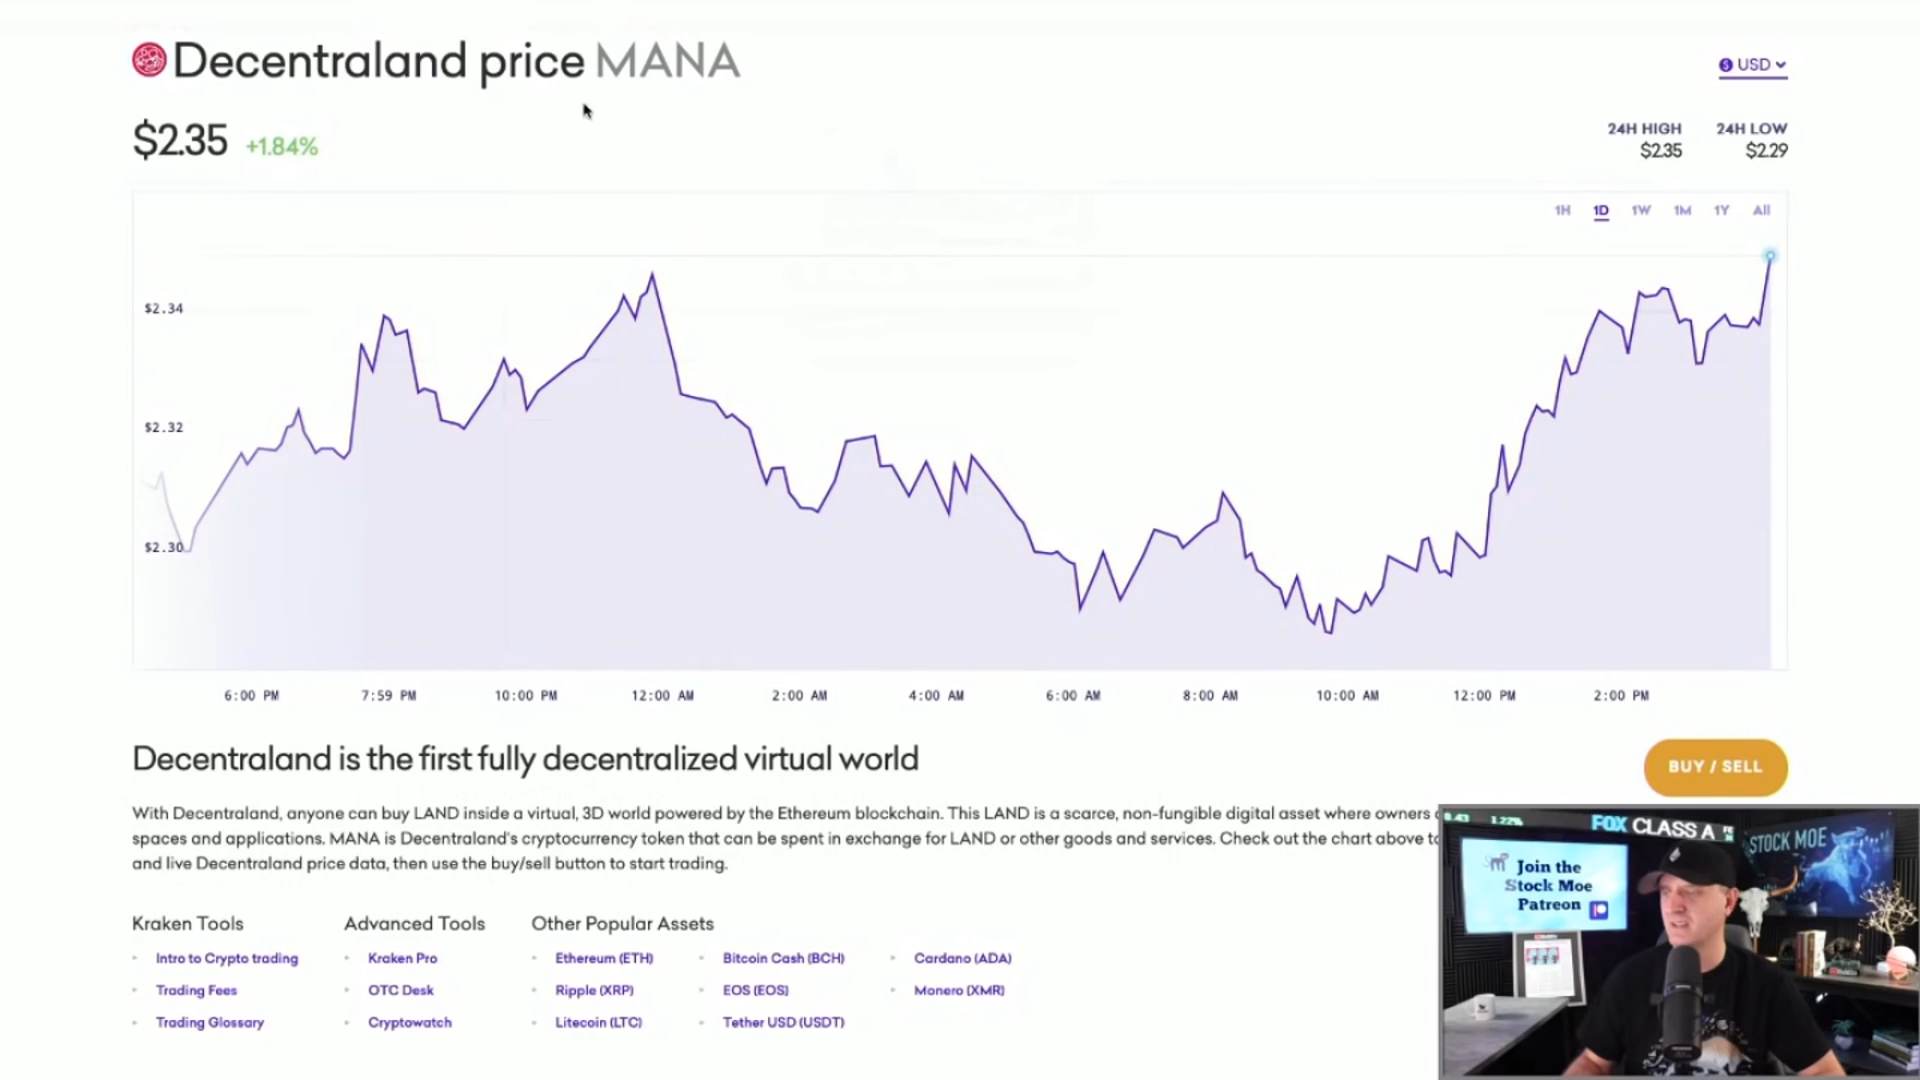 Decentraland price MANA
USD
$2.35 +1.84%
24H HIGH 24H LOW
$2.35 $2.29
1H 1D 1W 1M 1Y All
$2.34
$2.32
$2.30
6:00 PM 7:59 PM 10:00 PM 12:00 AM 2:00 AM 4:00 AM 6:00 AM 8:00 AM 10:00 AM 12:00 PM 2:00 PM
Decentraland is the first fully decentralized virtual world
BUY / SELL
With Decentraland, anyone can buy LAND inside a virtual, 3D world powered by the Ethereum blockchain. This LAND is a scarce, non-fungible digital asset where owners
spaces and applications. MANA is Decentraland's cryptocurrency token that can be spent in exchange for LAND or other goods and services. Check out the chart above to
and live Decentraland price data, then use the buy/sell button to start trading.
Kraken Tools Advanced Tools Other Popular Assets
Intro to Crypto trading Kraken Pro Ethereum (ETH) Bitcoin Cash (BCH) Cardano (ADA)
Trading Fees OTC Desk Ripple (XRP) EOS (EOS) Monero (XMR)
Trading Glossary Cryptowatch Litecoin (LTC) Tether USD (USDT)
1.22% FOX CLASS A
STOCK MOE
Join the
Stock Moe
Patreon